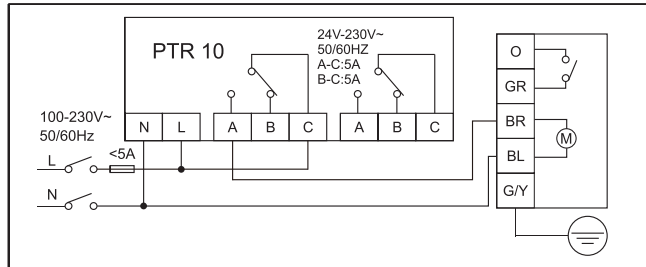 PTR 10
24V-230V~
50/60HZ
A-C:5A
B-C:5A
100-230V~
50/60Hz
N L A B C A B C
L <5A
N
O
GR
BR
BL
G/Y
M